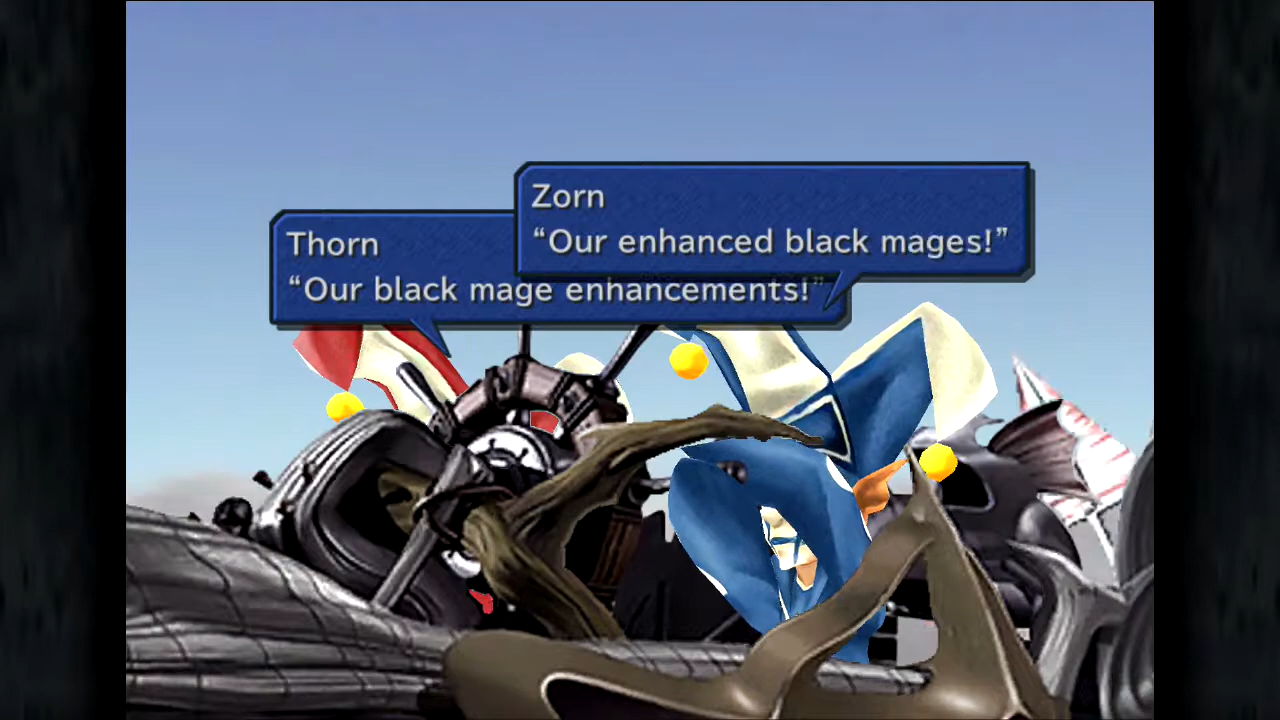 Zorn
“Our enhanced black mages!”
Thorn
“Our black mage enhancements!”